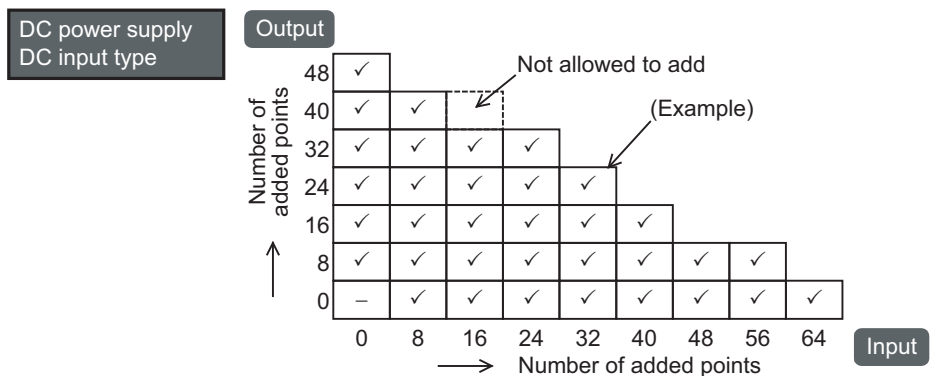 DC power supply
DC input type
Output
Number of
added points
Not allowed to add
(Example)
48 ✓
40 ✓ ✓
32 ✓ ✓ ✓ ✓
24 ✓ ✓ ✓ ✓ ✓
16 ✓ ✓ ✓ ✓ ✓ ✓
8 ✓ ✓ ✓ ✓ ✓ ✓ ✓ ✓
0 – ✓ ✓ ✓ ✓ ✓ ✓ ✓ ✓
0 8 16 24 32 40 48 56 64
Number of added points
Input